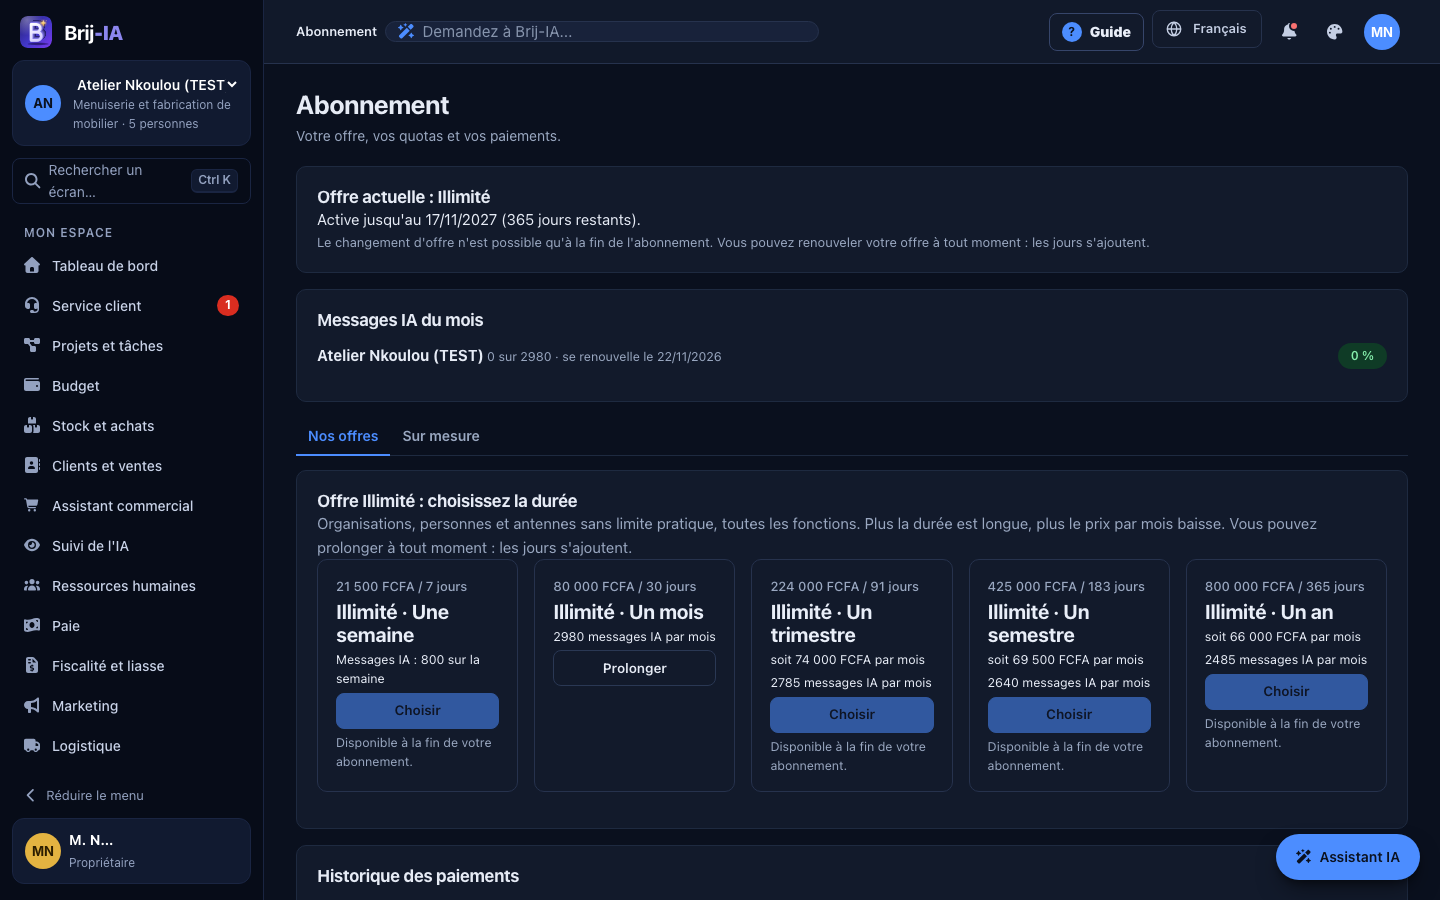 Brij-IA
AN
Atelier Nkoulou (TEST
Menuiserie et fabrication de
mobilier · 5 personnes
Rechercher un
écran...
Ctrl K
MON ESPACE
Tableau de bord
Service client
1
Projets et tâches
Budget
Stock et achats
Clients et ventes
Assistant commercial
Suivi de l'IA
Ressources humaines
Paie
Fiscalité et liasse
Marketing
Logistique
Réduire le menu
MN
M. N...
Propriétaire
Abonnement
Demandez à Brij-IA...
? Guide
Français
MN
Abonnement
Votre offre, vos quotas et vos paiements.
Offre actuelle : Illimité
Active jusqu'au 17/11/2027 (365 jours restants).
Le changement d'offre n'est possible qu'à la fin de l'abonnement. Vous pouvez renouveler votre offre à tout moment : les jours s'ajoutent.
Messages IA du mois
Atelier Nkoulou (TEST) 0 sur 2980 · se renouvelle le 22/11/2026
0 %
Nos offres
Sur mesure
Offre Illimité : choisissez la durée
Organisations, personnes et antennes sans limite pratique, toutes les fonctions. Plus la durée est longue, plus le prix par mois baisse. Vous pouvez
prolonger à tout moment : les jours s'ajoutent.
21 500 FCFA / 7 jours
Illimité · Une
semaine
Messages IA : 800 sur la
semaine
Choisir
Disponible à la fin de votre
abonnement.
80 000 FCFA / 30 jours
Illimité · Un mois
2980 messages IA par mois
Prolonger
224 000 FCFA / 91 jours
Illimité · Un
trimestre
soit 74 000 FCFA par mois
2785 messages IA par mois
Choisir
Disponible à la fin de votre
abonnement.
425 000 FCFA / 183 jours
Illimité · Un
semestre
soit 69 500 FCFA par mois
2640 messages IA par mois
Choisir
Disponible à la fin de votre
abonnement.
800 000 FCFA / 365 jours
Illimité · Un an
soit 66 000 FCFA par mois
2485 messages IA par mois
Choisir
Disponible à la fin de votre
abonnement.
Historique des paiements
Assistant IA